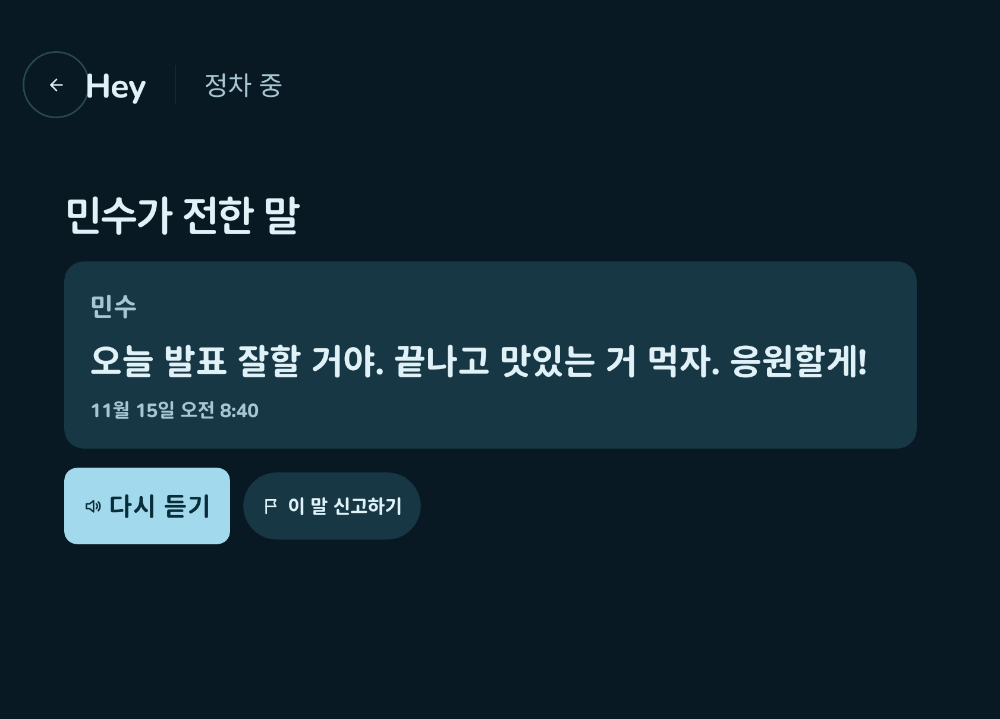 Hey 정차 중
민수가 전한 말
민수
오늘 발표 잘할 거야. 끝나고 맛있는 거 먹자. 응원할게!
11월 15일 오전 8:40
다시 듣기 이 말 신고하기